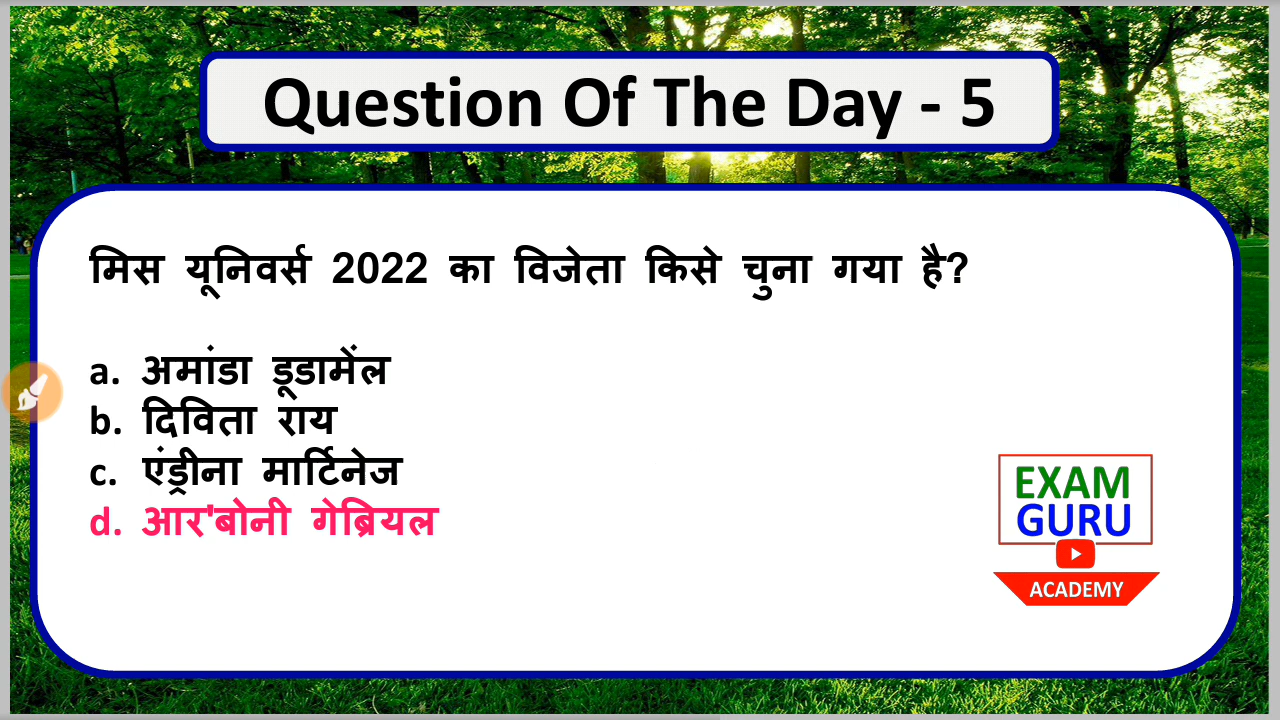 Question Of The Day - 5
मिस यूनिवर्स 2022 का विजेता किसे चुना गया है?
a. अमांडा डूडामेंल
b. दिविता राय
c. एंड्रीना मार्टिनेज
d. आर'बोनी गेब्रियल
EXAM
GURU
ACADEMY